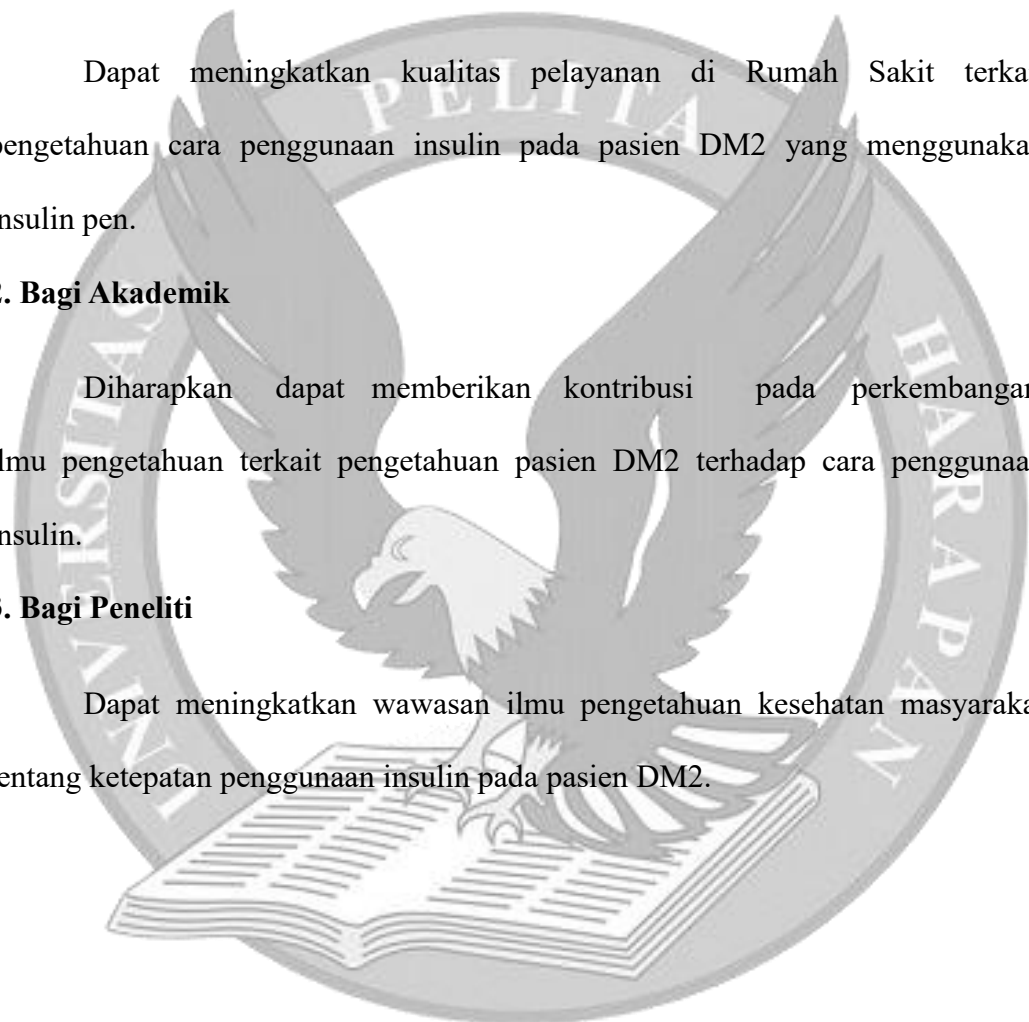 Dapat meningkatkan kualitas pelayanan di Rumah Sakit terka
pengetahuan cara penggunaan insulin pada pasien DM2 yang menggunaka
nsulin pen.
2. Bagi Akademik
Diharapkan dapat memberikan kontribusi pada perkembangan
lmu pengetahuan terkait pengetahuan pasien DM2 terhadap cara penggunaa
nsulin.
3. Bagi Peneliti
Dapat meningkatkan wawasan ilmu pengetahuan kesehatan masyaraka
entang ketepatan penggunaan insulin pada pasien DM2.
UNIVERSITAS PELITA HARAPAN